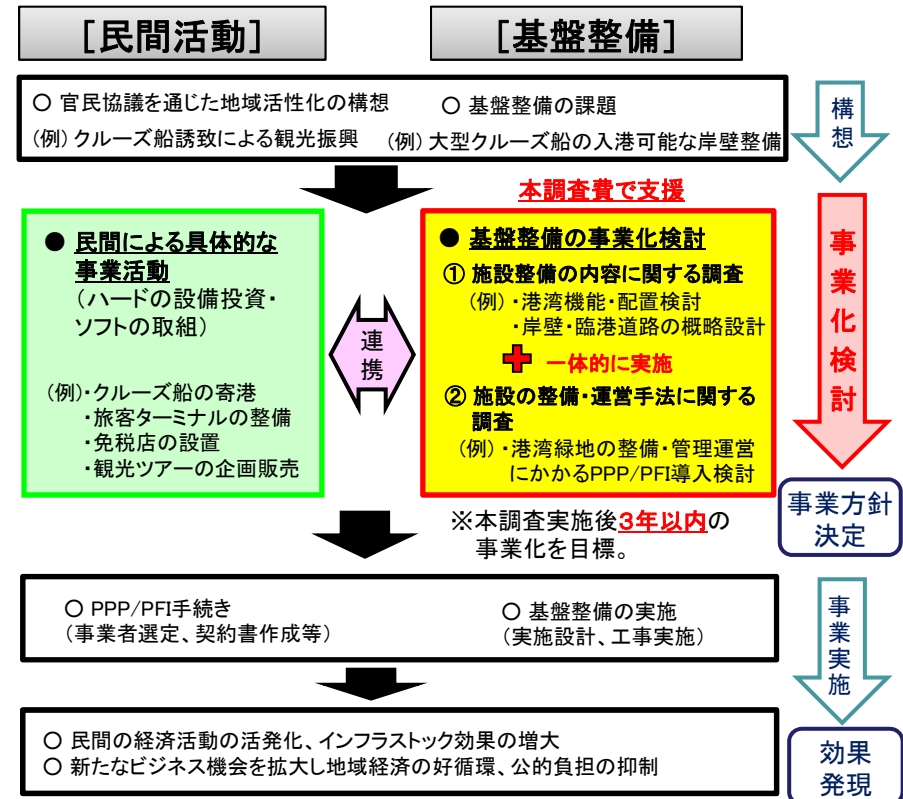 ［民間活動］
［基盤整備］
○ 官民協議を通じた地域活性化の構想
(例) クルーズ船誘致による観光振興
○ 基盤整備の課題
(例) 大型クルーズ船の入港可能な岸壁整備
構想
本調査費で支援
● 民間による具体的な
事業活動
（ハードの設備投資・
ソフトの取組）
(例)・クルーズ船の寄港
・旅客ターミナルの整備
・免税店の設置
・観光ツアーの企画販売
連携
● 基盤整備の事業化検討
① 施設整備の内容に関する調査
(例) ・港湾機能・配置検討
・岸壁・臨港道路の概略設計
一体的に実施
② 施設の整備・運営手法に関する
調査
(例) ・港湾緑地の整備・管理運営
にかかるPPP/PFI導入検討
事業化検討
事業方針
決定
※本調査実施後３年以内の
事業化を目標。
○ PPP/PFI手続き
（事業者選定、契約書作成等）
○ 基盤整備の実施
（実施設計、工事実施）
事業実施
○ 民間の経済活動の活発化、インフラストック効果の増大
○ 新たなビジネス機会を拡大し地域経済の好循環、公的負担の抑制
効果
発現